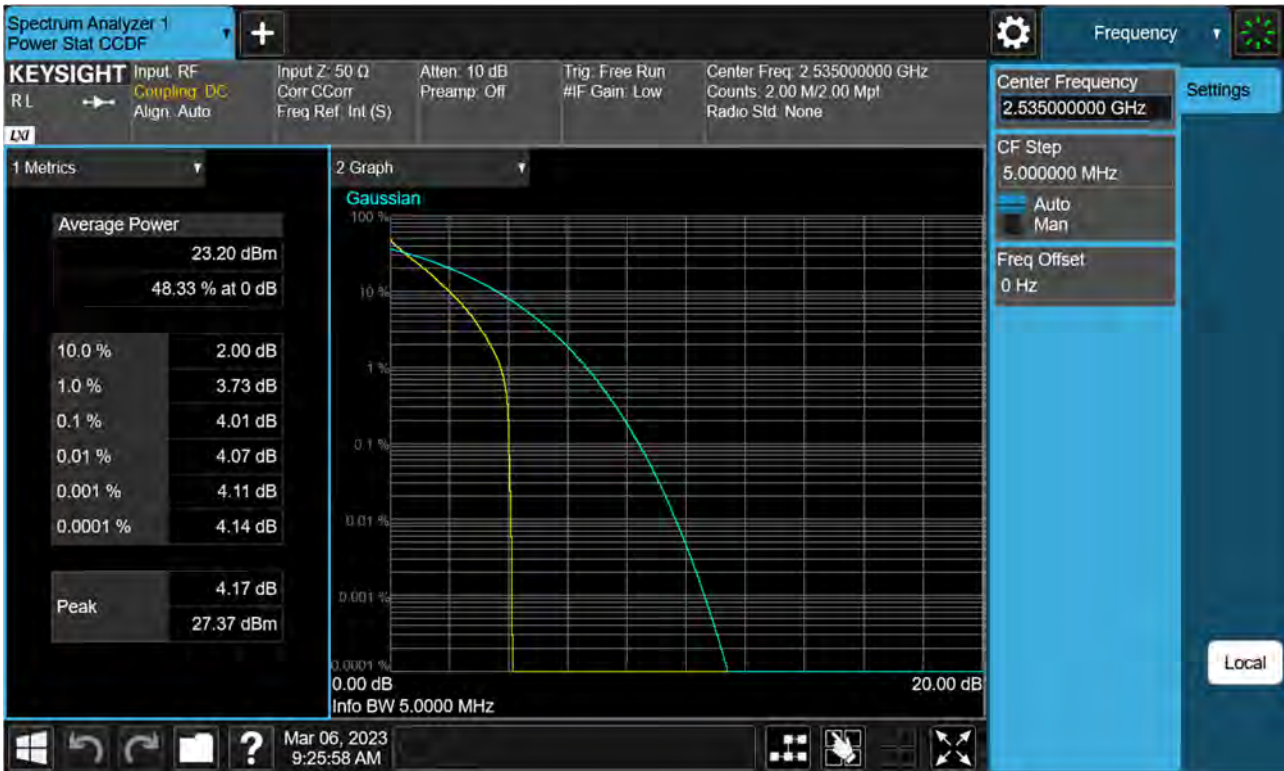 Spectrum Analyzer 1
Power Stat CCDF
+
Frequency
KEYSIGHT
RL
LXI
Input: RF
Coupling: DC
Align: Auto
Input Z: 50 Ω
Corr CCorr
Freq Ref: Int (S)
Atten: 10 dB
Preamp: Off
Trig: Free Run
#IF Gain: Low
Center Freq: 2.535000000 GHz
Counts: 2.00 M/2.00 Mpt
Radio Std: None
Center Frequency
2.535000000 GHz
Settings
CF Step
5.000000 MHz
Auto
Man
Freq Offset
0 Hz
1 Metrics
Average Power
23.20 dBm
48.33 % at 0 dB
10.0 % 2.00 dB
1.0 % 3.73 dB
0.1 % 4.01 dB
0.01 % 4.07 dB
0.001 % 4.11 dB
0.0001 % 4.14 dB
Peak
4.17 dB
27.37 dBm
2 Graph
Gaussian
100 %
10 %
1 %
0.1 %
0.01 %
0.001 %
0.0001 %
0.00 dB 20.00 dB
Info BW 5.0000 MHz
Local
?
Mar 06, 2023
9:25:58 AM